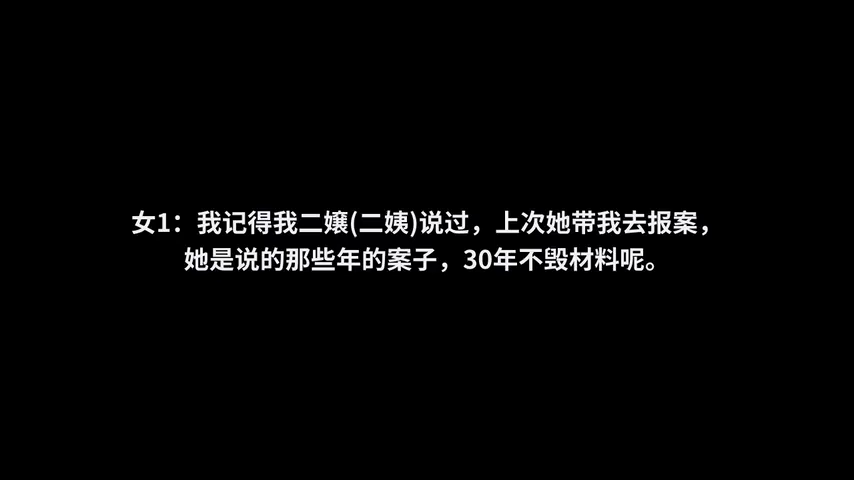 女1：我记得我二嬢(二姨)说过，上次她带我去报案，
她是说的那些年的案子，30年不毁材料呢。